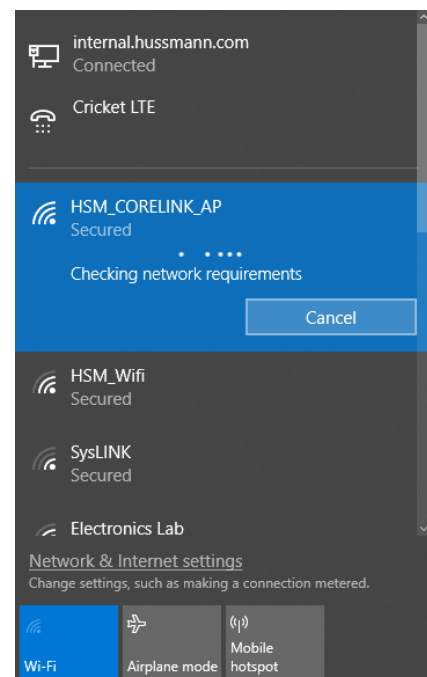 internal.hussmann.com
Connected
Cricket LTE
HSM_CORELINK_AP
Secured
Checking network requirements
Cancel
HSM_Wifi
Secured
SysLINK
Secured
Electronics Lab
Network & Internet settings
Change settings, such as making a connection metered.
Wi-Fi
Airplane mode
Mobile
hotspot